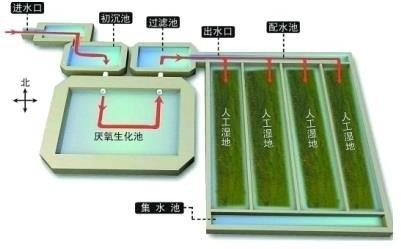 进水口
初沉池
过滤池
出水口
配水池
北
厌氧生化池
人工湿地
人工湿地
人工湿地
人工湿地
集水池